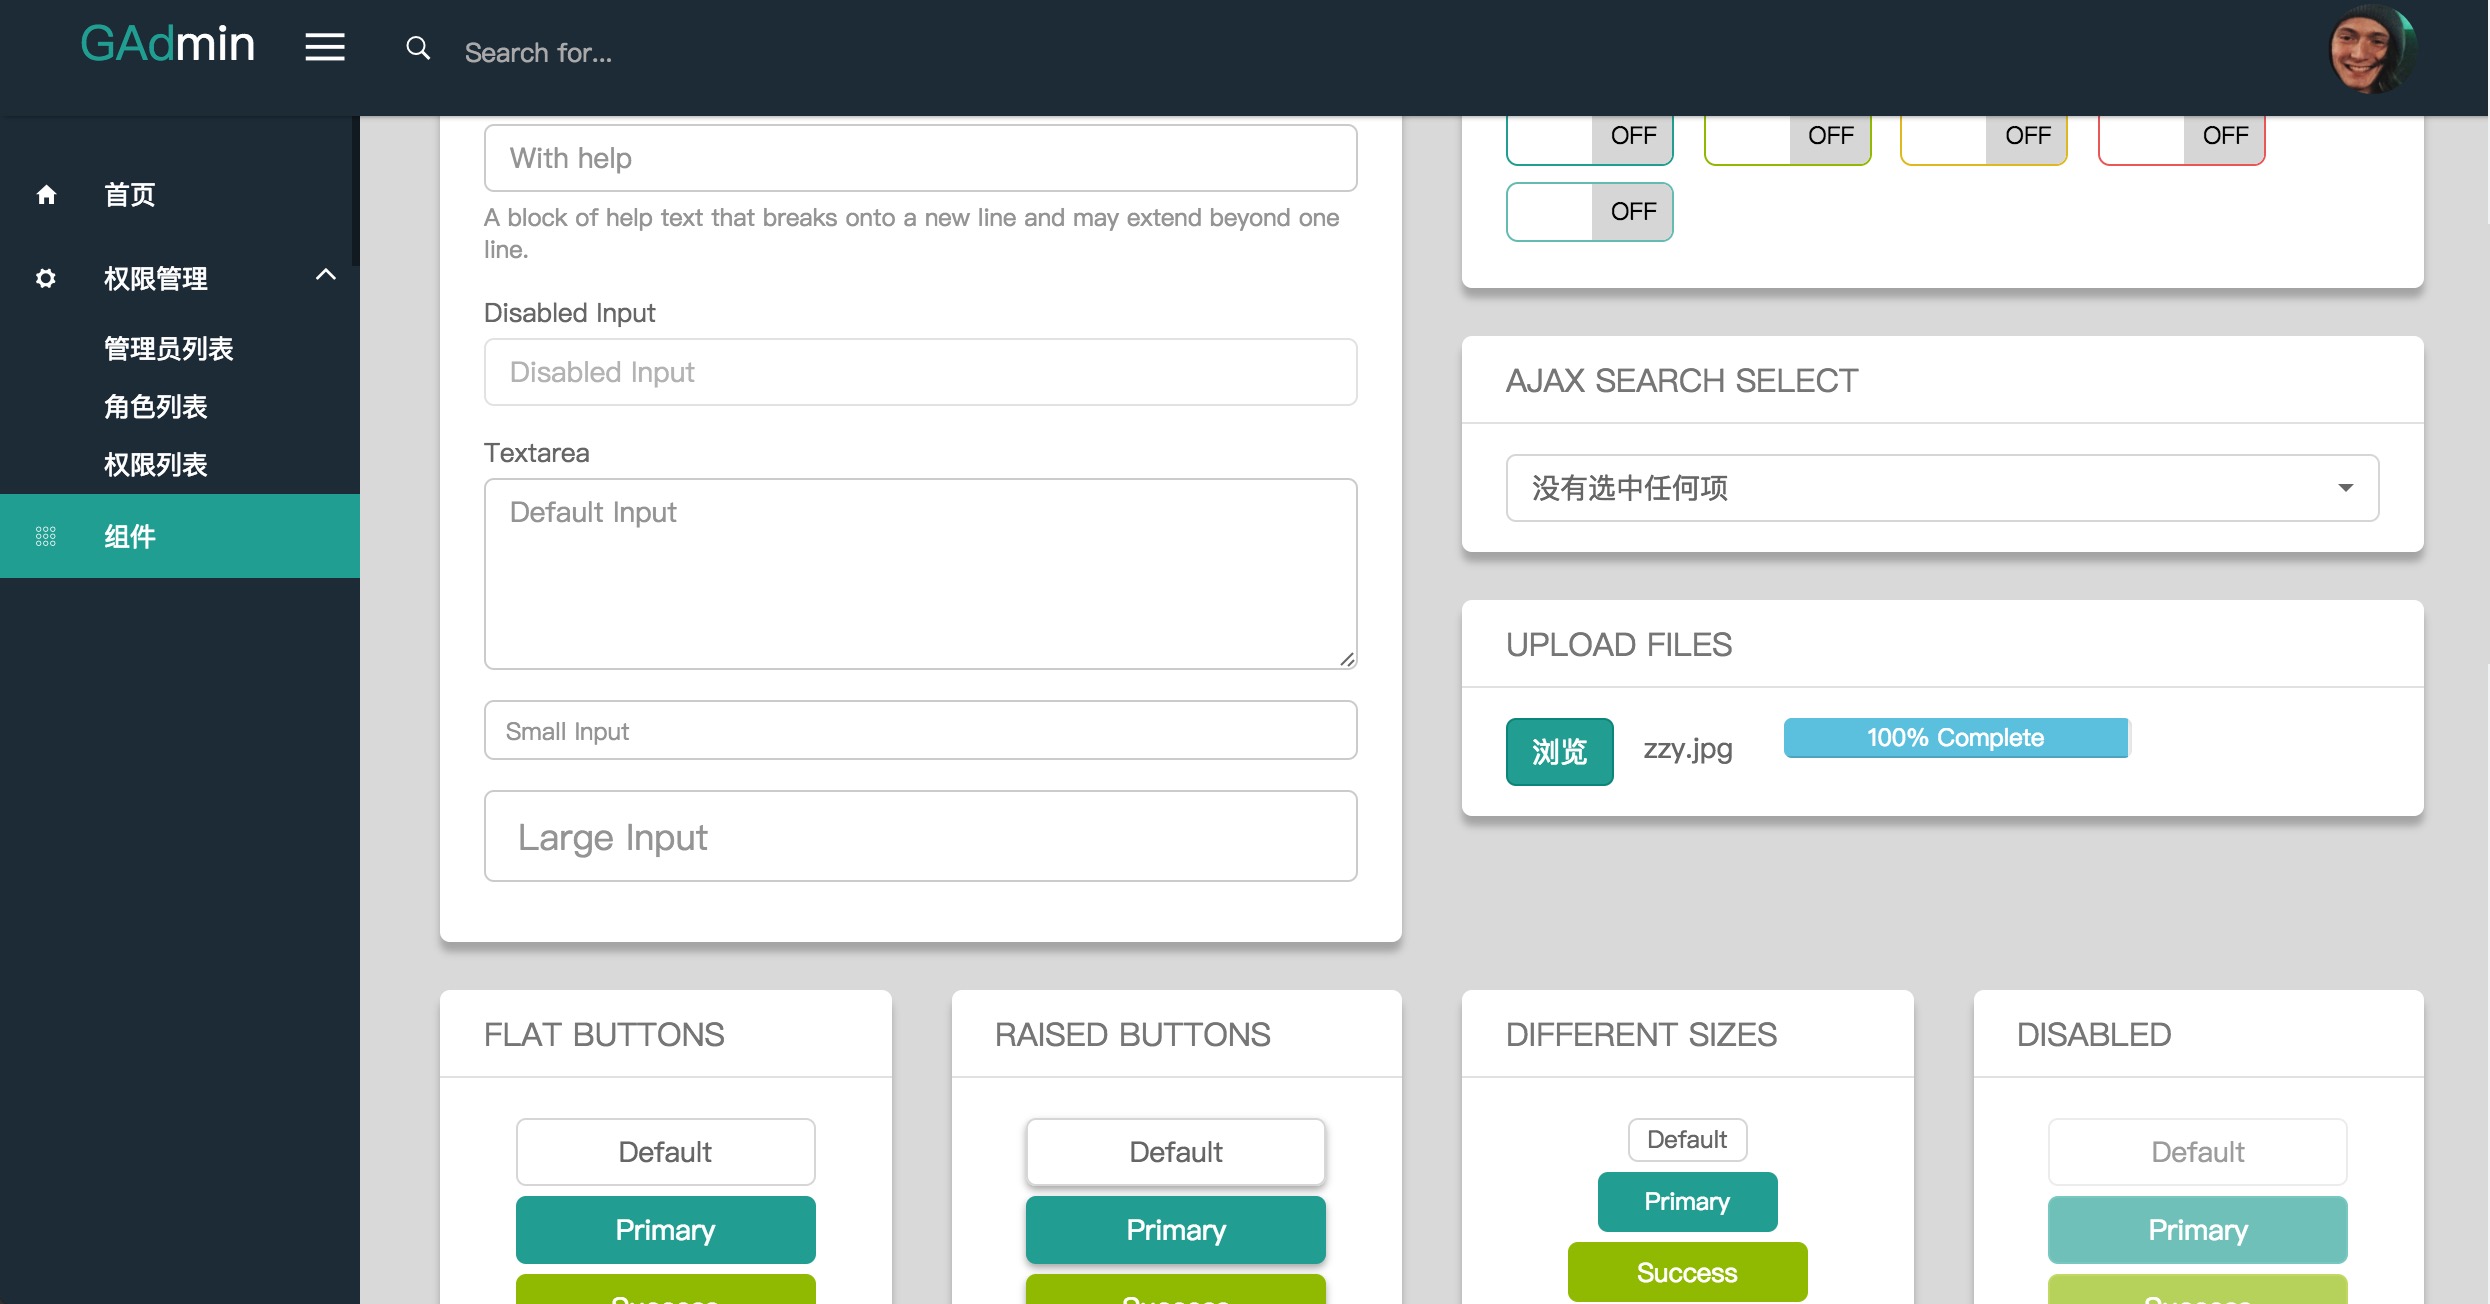 GAdmin
Search for...
首页
权限管理
管理员列表
角色列表
权限列表
组件
With help
A block of help text that breaks onto a new line and may extend beyond one
line.
Disabled Input
Disabled Input
Textarea
Default Input
Small Input
Large Input
OFF OFF OFF OFF
OFF
AJAX SEARCH SELECT
没有选中任何项
UPLOAD FILES
浏览 zzy.jpg 100% Complete
FLAT BUTTONS
Default
Primary
Success
RAISED BUTTONS
Default
Primary
Success
DIFFERENT SIZES
Default
Primary
Success
DISABLED
Default
Primary
Success